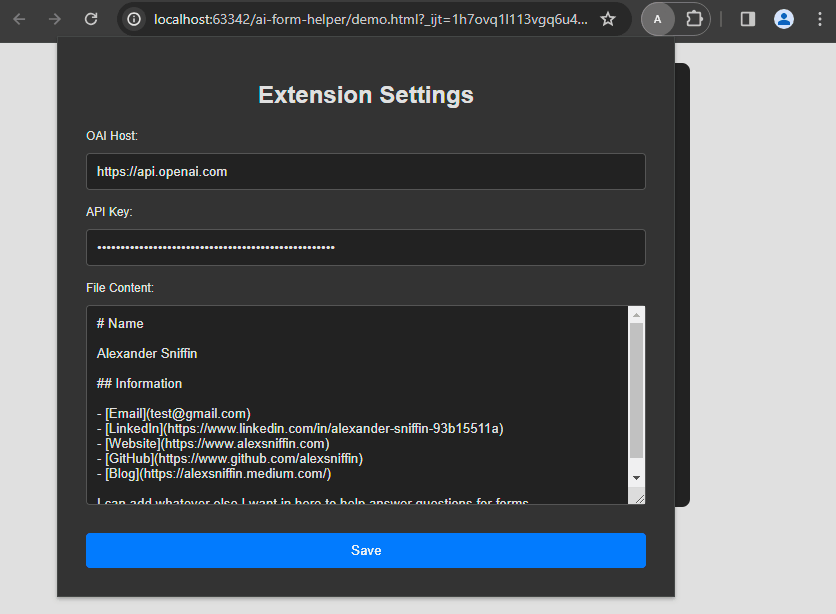 localhost:63342/ai-form-helper/demo.html?_ijt=1h7ovq1l113vgq6u4...
A
Extension Settings
OAI Host:
https://api.openai.com
API Key:
••••••••••••••••••••••••••••••••••••••••••••••••••••
File Content:
# Name
Alexander Sniffin
## Information
- [Email](test@gmail.com)
- [LinkedIn](https://www.linkedin.com/in/alexander-sniffin-93b15511a)
- [Website](https://www.alexsniffin.com)
- [GitHub](https://www.github.com/alexsniffin)
- [Blog](https://alexsniffin.medium.com/)
I can add whatever else I want in here to help answer questions for forms
Save